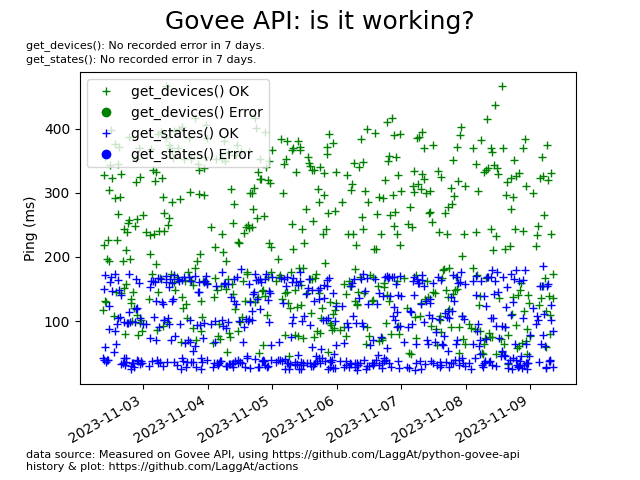 Govee API: is it working?
get_devices(): No recorded error in 7 days.
get_states(): No recorded error in 7 days.
get_devices() OK
get_devices() Error
get_states() OK
get_states() Error
Ping (ms)
400
300
200
100
2023-11-03
2023-11-04
2023-11-05
2023-11-06
2023-11-07
2023-11-08
2023-11-09
data source: Measured on Govee API, using https://github.com/LaggAt/python-govee-api
history & plot: https://github.com/LaggAt/actions